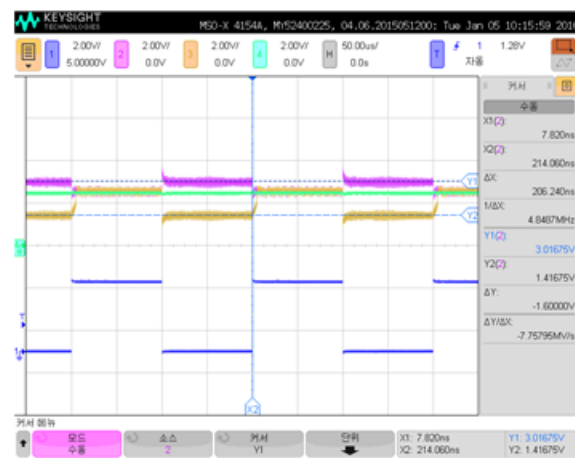 KEYSIGHT
TECHNOLOGIES
MSO-X 4154A, MY52400225, 04.06.2015051200: Tue Jan 05 10:15:59 2016
1 2.00V/ 2 2.00V/ 3 2.00V/ 4 2.00V/ H 50.00us/ T 1 1.28V
5.00000V 0.0V 0.0V 0.0V 0.0s 자동
커서
수동
X1(2):
7.820ns
X2(2):
214.060ns
ΔX:
206.240ns
1/ΔX:
4.8487MHz
Y1(2):
3.01675V
Y2(2):
1.41675V
ΔY:
-1.60000V
ΔY/ΔX:
-7.75795MV/s
Y1
Y2
T
1
X2
커서 메뉴
모드 소스 커서 단위 X1: 7.820ns Y1: 3.01675V
수동 2 Y1 X2: 214.060ns Y2: 1.41675V